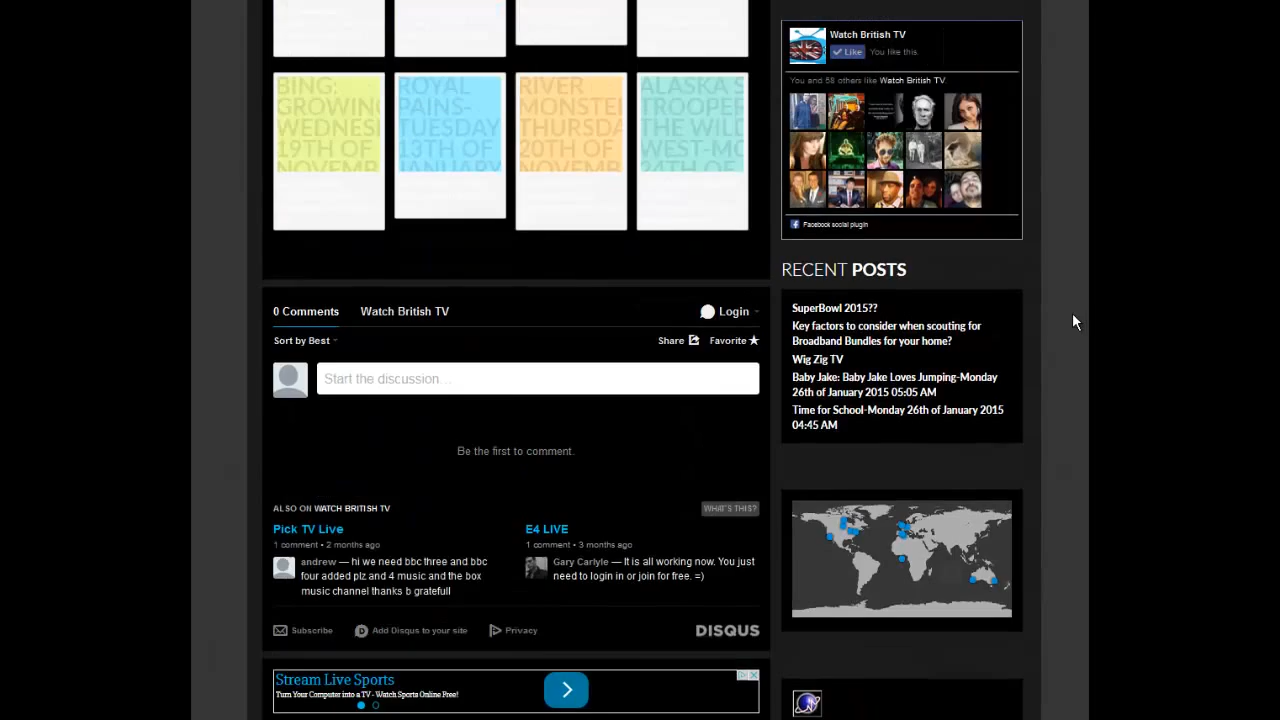 BING:
GROWING
WEDNES
19TH OF
NOVEMB
ROYAL
PAINS-
TUESDAY
13TH OF
JANUARY
RIVER
MONSTE
THURSDA
20TH OF
NOVEMB
ALASKA S
TROOPER
THE WILD
WEST-MO
24TH OF
Watch British TV
Like You like this.
You and 58 others like Watch British TV.
Facebook social plugin
RECENT POSTS
SuperBowl 2015??
Key factors to consider when scouting for
Broadband Bundles for your home?
Wig Zig TV
Baby Jake: Baby Jake Loves Jumping-Monday
26th of January 2015 05:05 AM
Time for School-Monday 26th of January 2015
04:45 AM
0 Comments Watch British TV Login
Sort by Best Share Favorite
Start the discussion…
Be the first to comment.
ALSO ON WATCH BRITISH TV WHAT'S THIS?
Pick TV Live
1 comment • 2 months ago
andrew — hi we need bbc three and bbc
four added plz and 4 music and the box
music channel thanks b gratefull
E4 LIVE
1 comment • 3 months ago
Gary Carlyle — It is all working now. You just
need to login in or join for free. =)
Subscribe Add Disqus to your site Privacy DISQUS
Stream Live Sports
Turn Your Computer into a TV - Watch Sports Online Free!